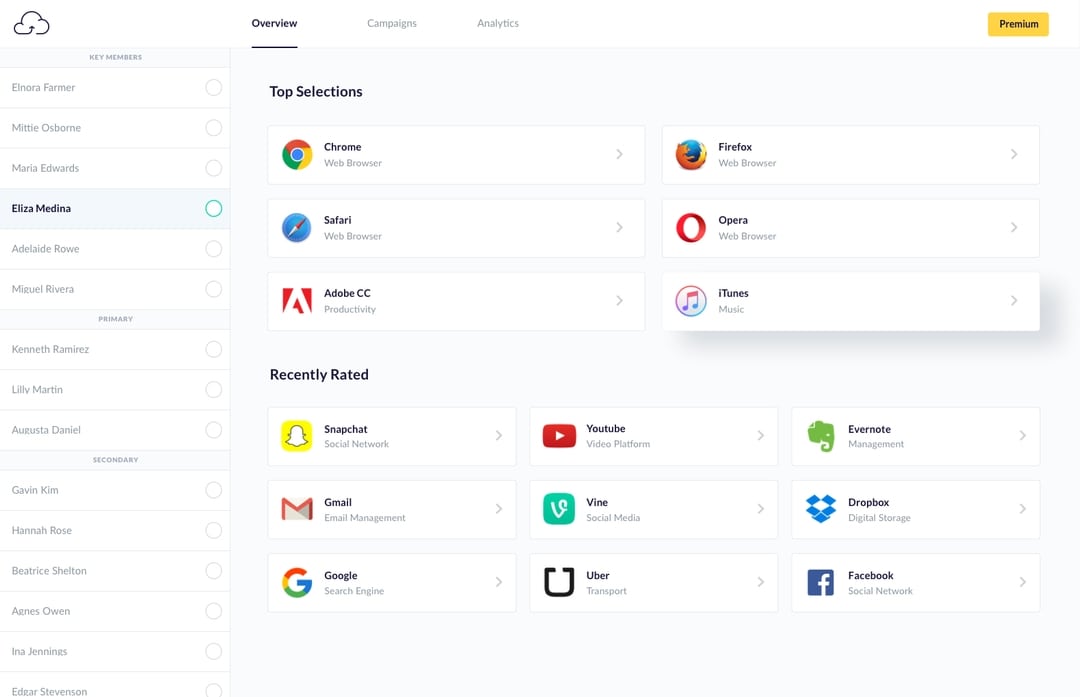 Overview
Campaigns
Analytics
Premium
KEY MEMBERS
Elnora Farmer
Mittie Osborne
Maria Edwards
Eliza Medina
Adelaide Rowe
Miguel Rivera
PRIMARY
Kenneth Ramirez
Lilly Martin
Augusta Daniel
SECONDARY
Gavin Kim
Hannah Rose
Beatrice Shelton
Agnes Owen
Ina Jennings
Edgar Stevenson
Top Selections
Chrome
Web Browser
Firefox
Web Browser
Safari
Web Browser
Opera
Web Browser
Adobe CC
Productivity
iTunes
Music
Recently Rated
Snapchat
Social Network
Youtube
Video Platform
Evernote
Management
Gmail
Email Management
Vine
Social Media
Dropbox
Digital Storage
Google
Search Engine
Uber
Transport
Facebook
Social Network